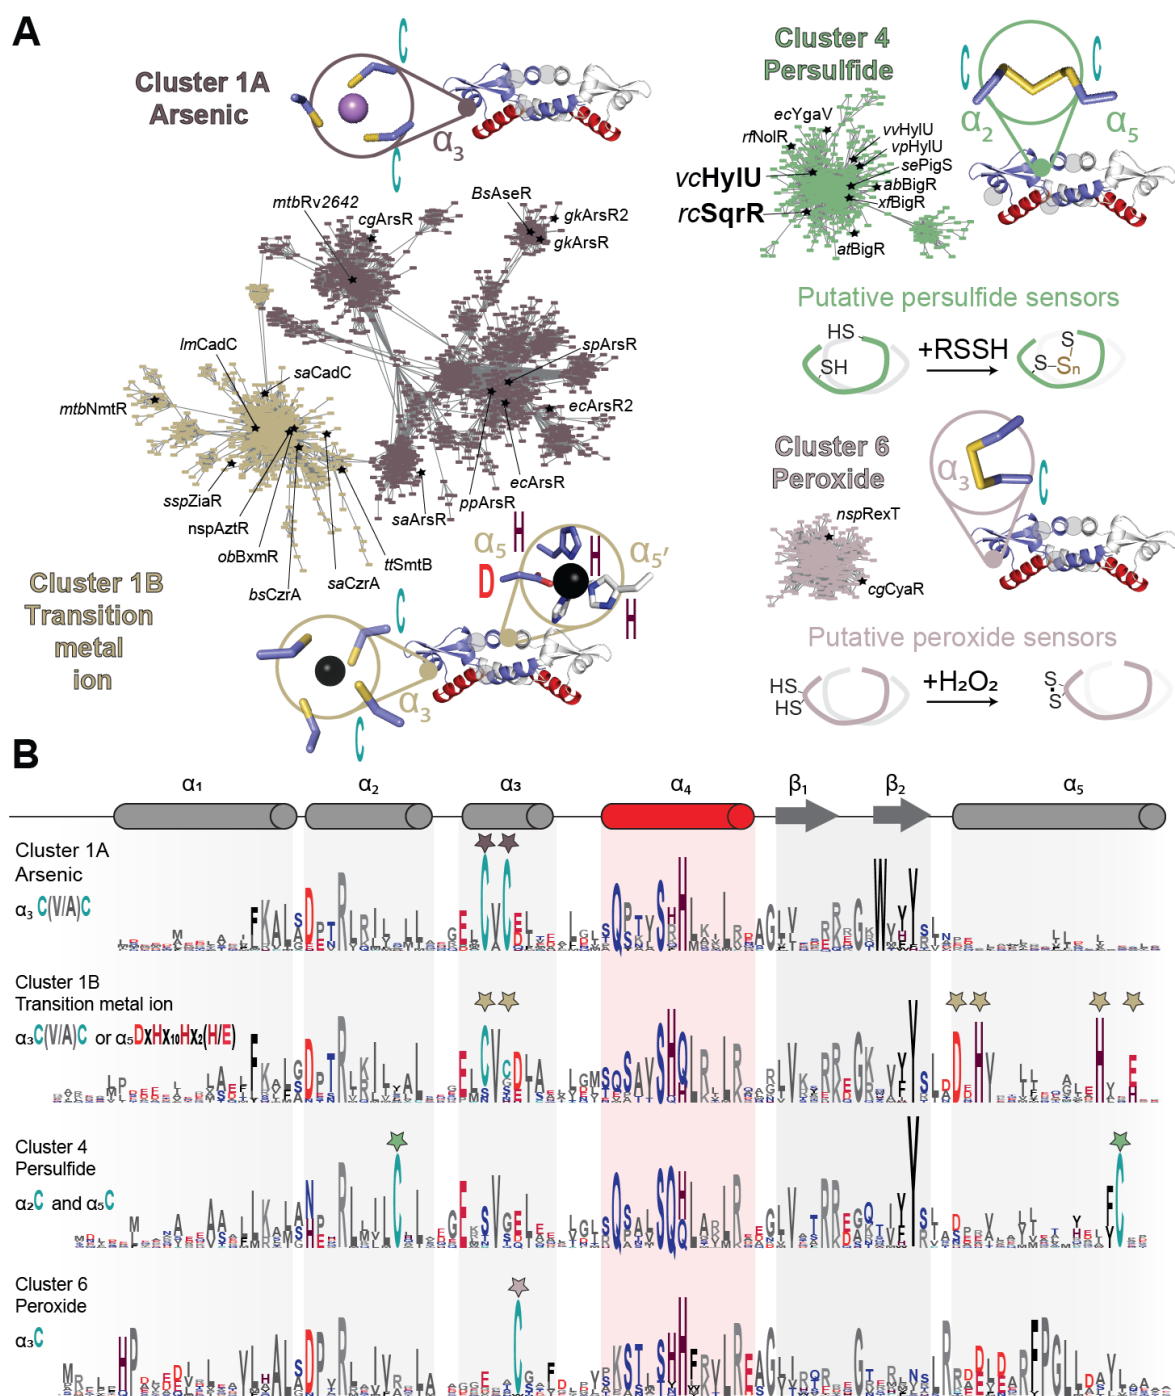 A
Cluster 1A
Arsenic
C
C
α3
mtbRv2642
cgArsR
BsAseR
gkArsR2
gkArsR
lmCadC
saCadC
spArsR
mtbNmtR
ecArsR2
sspZiaR
nspAztR
obBxmR
bsCzrA
saCzrA
ttSmtB
saArsR
ppArsR
ecArsR
Cluster 1B
Transition
metal
ion
H
α5
H
α5′
D
H
C
α3
C
Cluster 4
Persulfide
C
C
α2
α5
ecYgaV
rfNolR
vvHylU
vpHylU
sePigS
vcHylU
abBigR
xfBigR
rcSqrR
atBigR
Putative persulfide sensors
HS
SH
+RSSH
S
S–Sn
Cluster 6
Peroxide
α3
C
nspRexT
cgCyaR
Putative peroxide sensors
HS
HS
+H₂O₂
S
S
B
α1 α2 α3 α4 β1 β2 α5
Cluster 1A
Arsenic
α3 C(V/A)C
Cluster 1B
Transition metal ion
α3C(V/A)C or α5DxHx10Hx2(H/E)
Cluster 4
Persulfide
α2C and α5C
Cluster 6
Peroxide
α3C